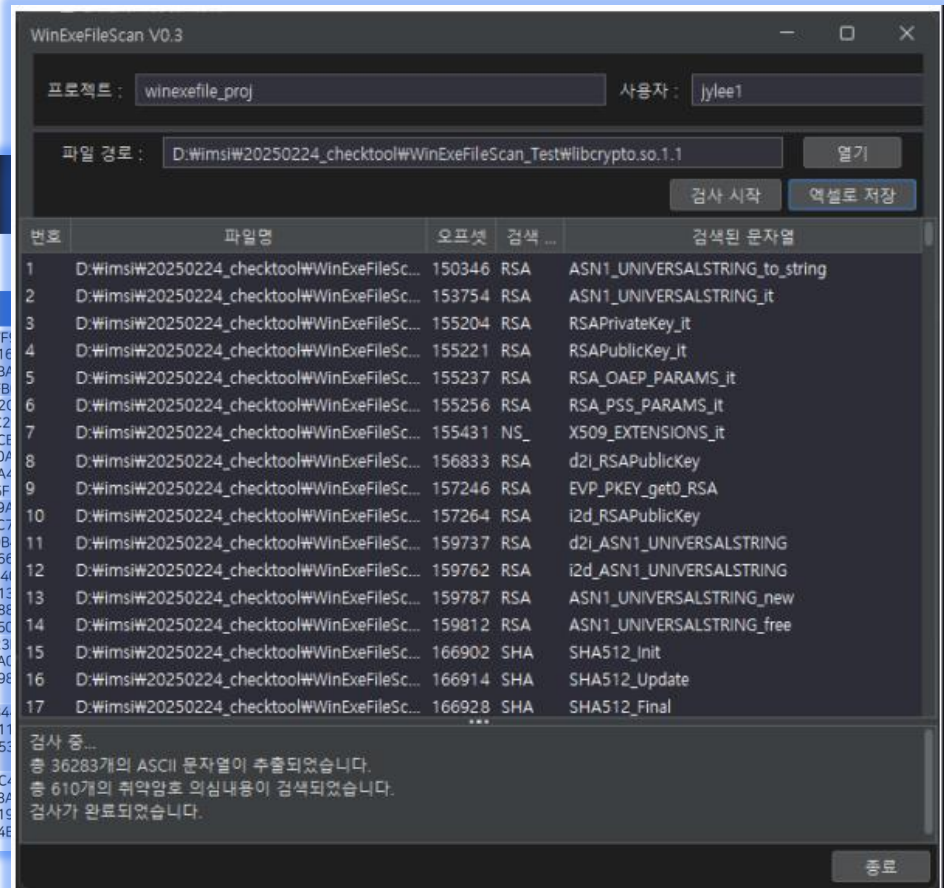 WinExeFileScan V0.3
프로젝트 : winexefile_proj 사용자 : jylee1
파일 경로 : D:₩imsi₩20250224_checktool₩WinExeFileScan_Test₩libcrypto.so.1.1 열기
검사 시작 엑셀로 저장
번호 파일명 오프셋 검색 ... 검색된 문자열
1 D:₩imsi₩20250224_checktool₩WinExeFileSc... 150346 RSA ASN1_UNIVERSALSTRING_to_string
2 D:₩imsi₩20250224_checktool₩WinExeFileSc... 153754 RSA ASN1_UNIVERSALSTRING_it
3 D:₩imsi₩20250224_checktool₩WinExeFileSc... 155204 RSA RSAPrivateKey_it
4 D:₩imsi₩20250224_checktool₩WinExeFileSc... 155221 RSA RSAPublicKey_it
5 D:₩imsi₩20250224_checktool₩WinExeFileSc... 155237 RSA RSA_OAEP_PARAMS_it
6 D:₩imsi₩20250224_checktool₩WinExeFileSc... 155256 RSA RSA_PSS_PARAMS_it
7 D:₩imsi₩20250224_checktool₩WinExeFileSc... 155431 NS_ X509_EXTENSIONS_it
8 D:₩imsi₩20250224_checktool₩WinExeFileSc... 156833 RSA d2i_RSAPublicKey
9 D:₩imsi₩20250224_checktool₩WinExeFileSc... 157246 RSA EVP_PKEY_get0_RSA
10 D:₩imsi₩20250224_checktool₩WinExeFileSc... 157264 RSA i2d_RSAPublicKey
11 D:₩imsi₩20250224_checktool₩WinExeFileSc... 159737 RSA d2i_ASN1_UNIVERSALSTRING
12 D:₩imsi₩20250224_checktool₩WinExeFileSc... 159762 RSA i2d_ASN1_UNIVERSALSTRING
13 D:₩imsi₩20250224_checktool₩WinExeFileSc... 159787 RSA ASN1_UNIVERSALSTRING_new
14 D:₩imsi₩20250224_checktool₩WinExeFileSc... 159812 RSA ASN1_UNIVERSALSTRING_free
15 D:₩imsi₩20250224_checktool₩WinExeFileSc... 166902 SHA SHA512_Init
16 D:₩imsi₩20250224_checktool₩WinExeFileSc... 166914 SHA SHA512_Update
17 D:₩imsi₩20250224_checktool₩WinExeFileSc... 166928 SHA SHA512_Final
검사 중...
총 36283개의 ASCII 문자열이 추출되었습니다.
총 610개의 취약암호 의심내용이 검색되었습니다.
검사가 완료되었습니다.
종료